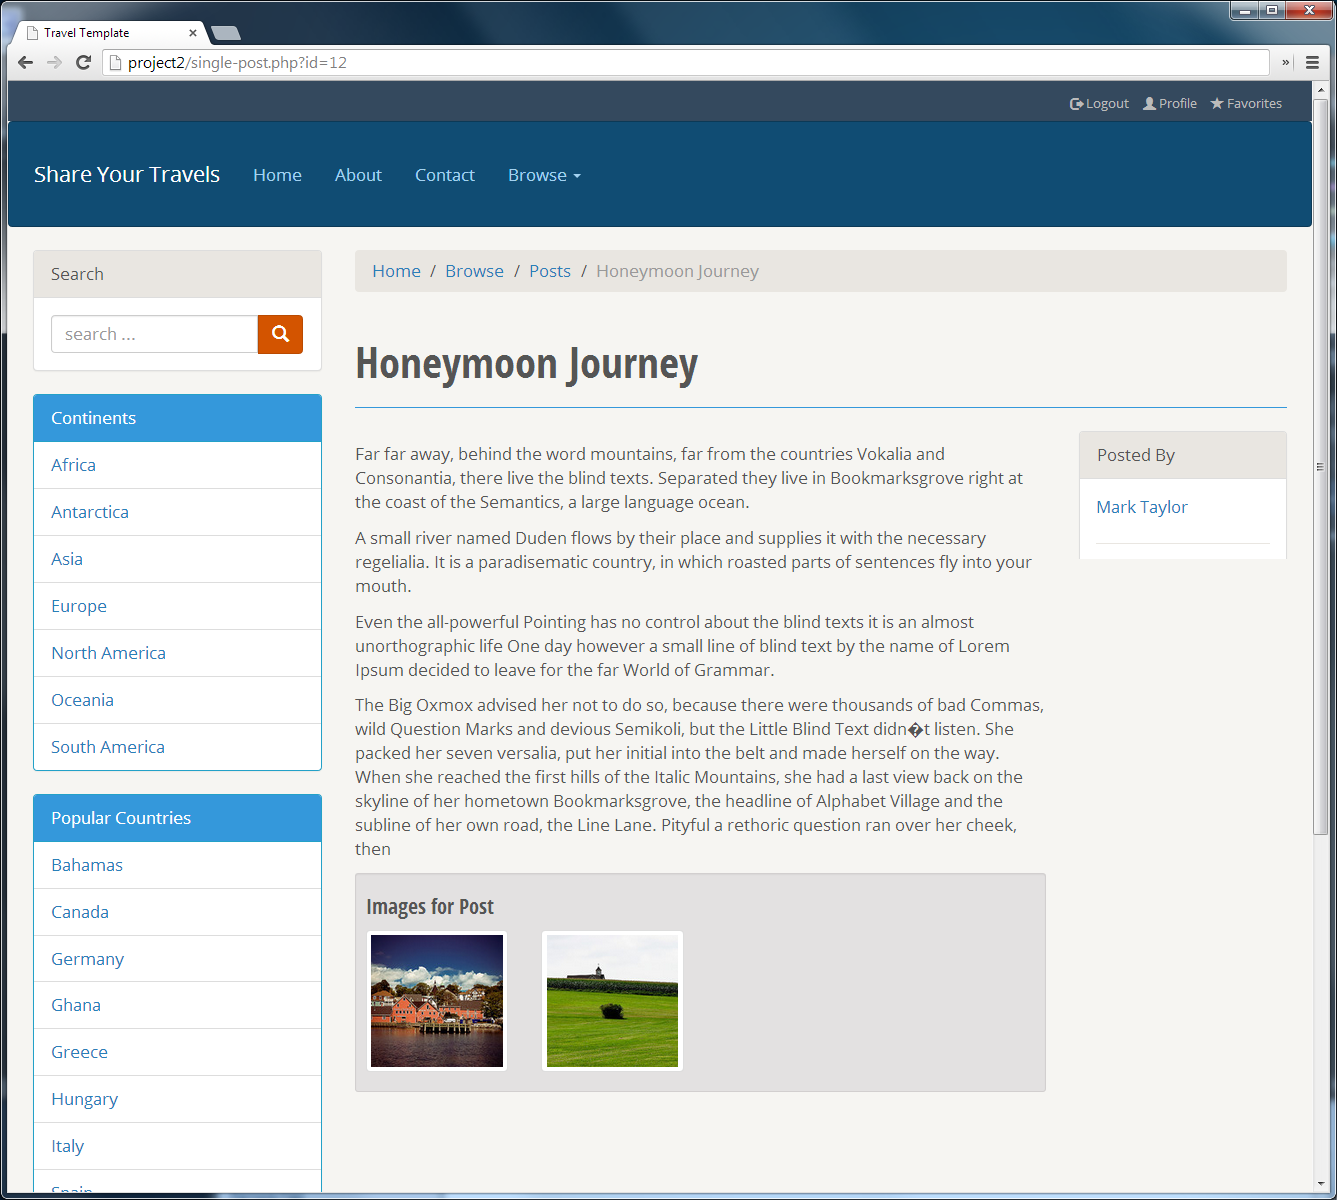 Travel Template
project2/single-post.php?id=12
Logout Profile Favorites
Share Your Travels Home About Contact Browse
Search
search ...
Continents
Africa
Antarctica
Asia
Europe
North America
Oceania
South America
Popular Countries
Bahamas
Canada
Germany
Ghana
Greece
Hungary
Italy
Spain
Home / Browse / Posts / Honeymoon Journey
Honeymoon Journey
Far far away, behind the word mountains, far from the countries Vokalia and
Consonantia, there live the blind texts. Separated they live in Bookmarksgrove right at
the coast of the Semantics, a large language ocean.
A small river named Duden flows by their place and supplies it with the necessary
regelialia. It is a paradisematic country, in which roasted parts of sentences fly into your
mouth.
Even the all-powerful Pointing has no control about the blind texts it is an almost
unorthographic life One day however a small line of blind text by the name of Lorem
Ipsum decided to leave for the far World of Grammar.
The Big Oxmox advised her not to do so, because there were thousands of bad Commas,
wild Question Marks and devious Semikoli, but the Little Blind Text didn�t listen. She
packed her seven versalia, put her initial into the belt and made herself on the way.
When she reached the first hills of the Italic Mountains, she had a last view back on the
skyline of her hometown Bookmarksgrove, the headline of Alphabet Village and the
subline of her own road, the Line Lane. Pityful a rethoric question ran over her cheek,
then
Images for Post
Posted By
Mark Taylor